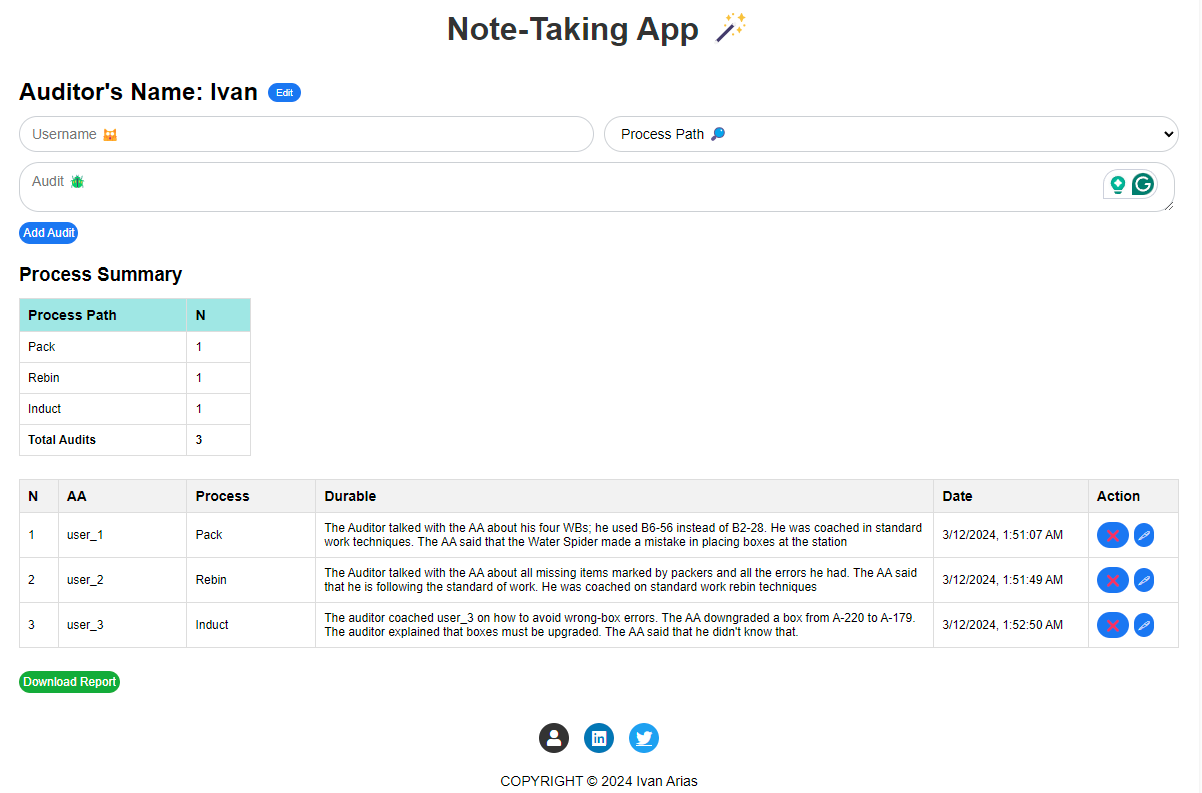 Note-Taking App
Auditor's Name: Ivan Edit
Username Process Path
Audit
Add Audit
Process Summary
Process Path N
Pack 1
Rebin 1
Induct 1
Total Audits 3
N AA Process Durable Date Action
1 user_1 Pack The Auditor talked with the AA about his four WBs; he used B6-56 instead of B2-28. He was coached in standard 3/12/2024, 1:51:07 AM
work techniques. The AA said that the Water Spider made a mistake in placing boxes at the station
2 user_2 Rebin The Auditor talked with the AA about all missing items marked by packers and all the errors he had. The AA said 3/12/2024, 1:51:49 AM
that he is following the standard of work. He was coached on standard work rebin techniques
3 user_3 Induct The auditor coached user_3 on how to avoid wrong-box errors. The AA downgraded a box from A-220 to A-179. 3/12/2024, 1:52:50 AM
The auditor explained that boxes must be upgraded. The AA said that he didn't know that.
Download Report
in
COPYRIGHT © 2024 Ivan Arias